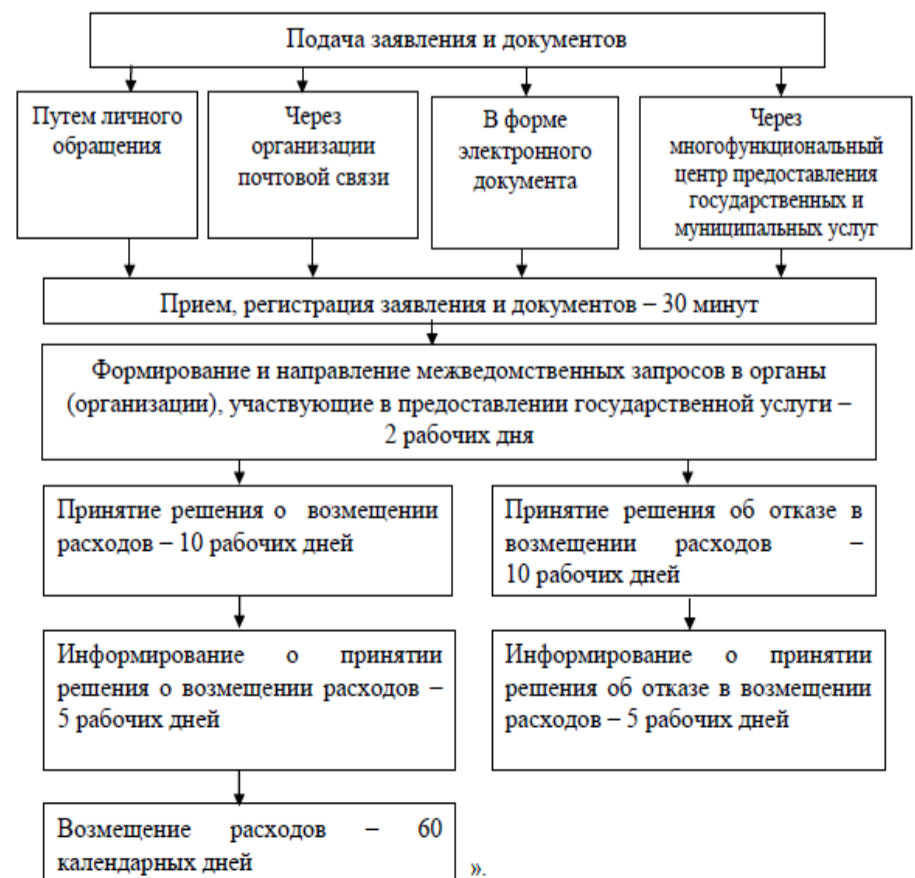 Подача заявления и документов
Путем личного
обращения
Через
организации
почтовой связи
В форме
электронного
документа
Через
многофункциональный
центр предоставления
государственных и
муниципальных услуг
Прием, регистрация заявления и документов – 30 минут
Формирование и направление межведомственных запросов в органы
(организации), участвующие в предоставлении государственной услуги –
2 рабочих дня
Принятие решения о возмещении
расходов – 10 рабочих дней
Принятие решения об отказе в
возмещении расходов –
10 рабочих дней
Информирование о принятии
решения о возмещении расходов –
5 рабочих дней
Информирование о принятии
решения об отказе в возмещении
расходов – 5 рабочих дней
Возмещение расходов – 60
календарных дней
».